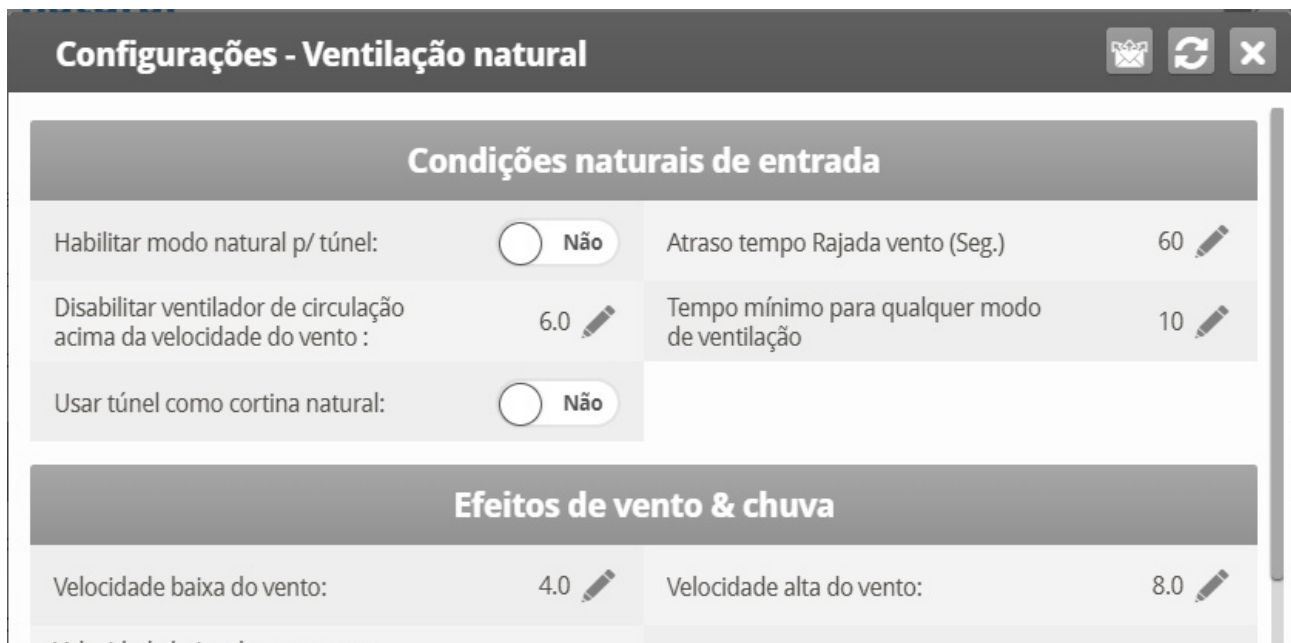 Configurações - Ventilação natural
Condições naturais de entrada
Habilitar modo natural p/ túnel:
Não
Atraso tempo Rajada vento (Seg.)
60
Disabilitar ventilador de circulação
acima da velocidade do vento :
6.0
Tempo mínimo para qualquer modo
de ventilação
10
Usar túnel como cortina natural:
Não
Efeitos de vento & chuva
Velocidade baixa do vento:
4.0
Velocidade alta do vento:
8.0